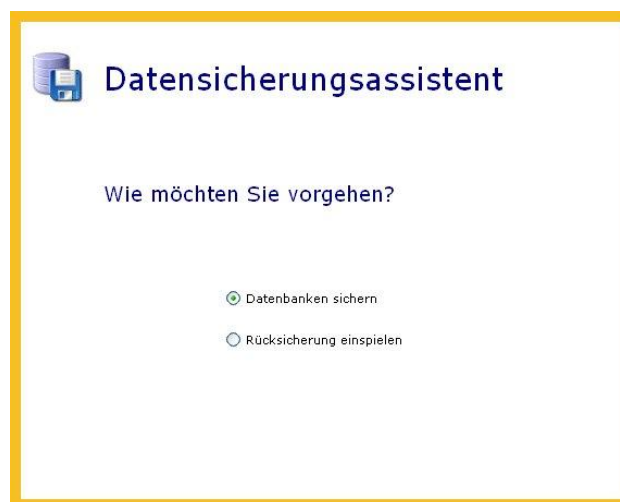 Datensicherungsassistent
Wie möchten Sie vorgehen?
Datenbanken sichern
Rücksicherung einspielen